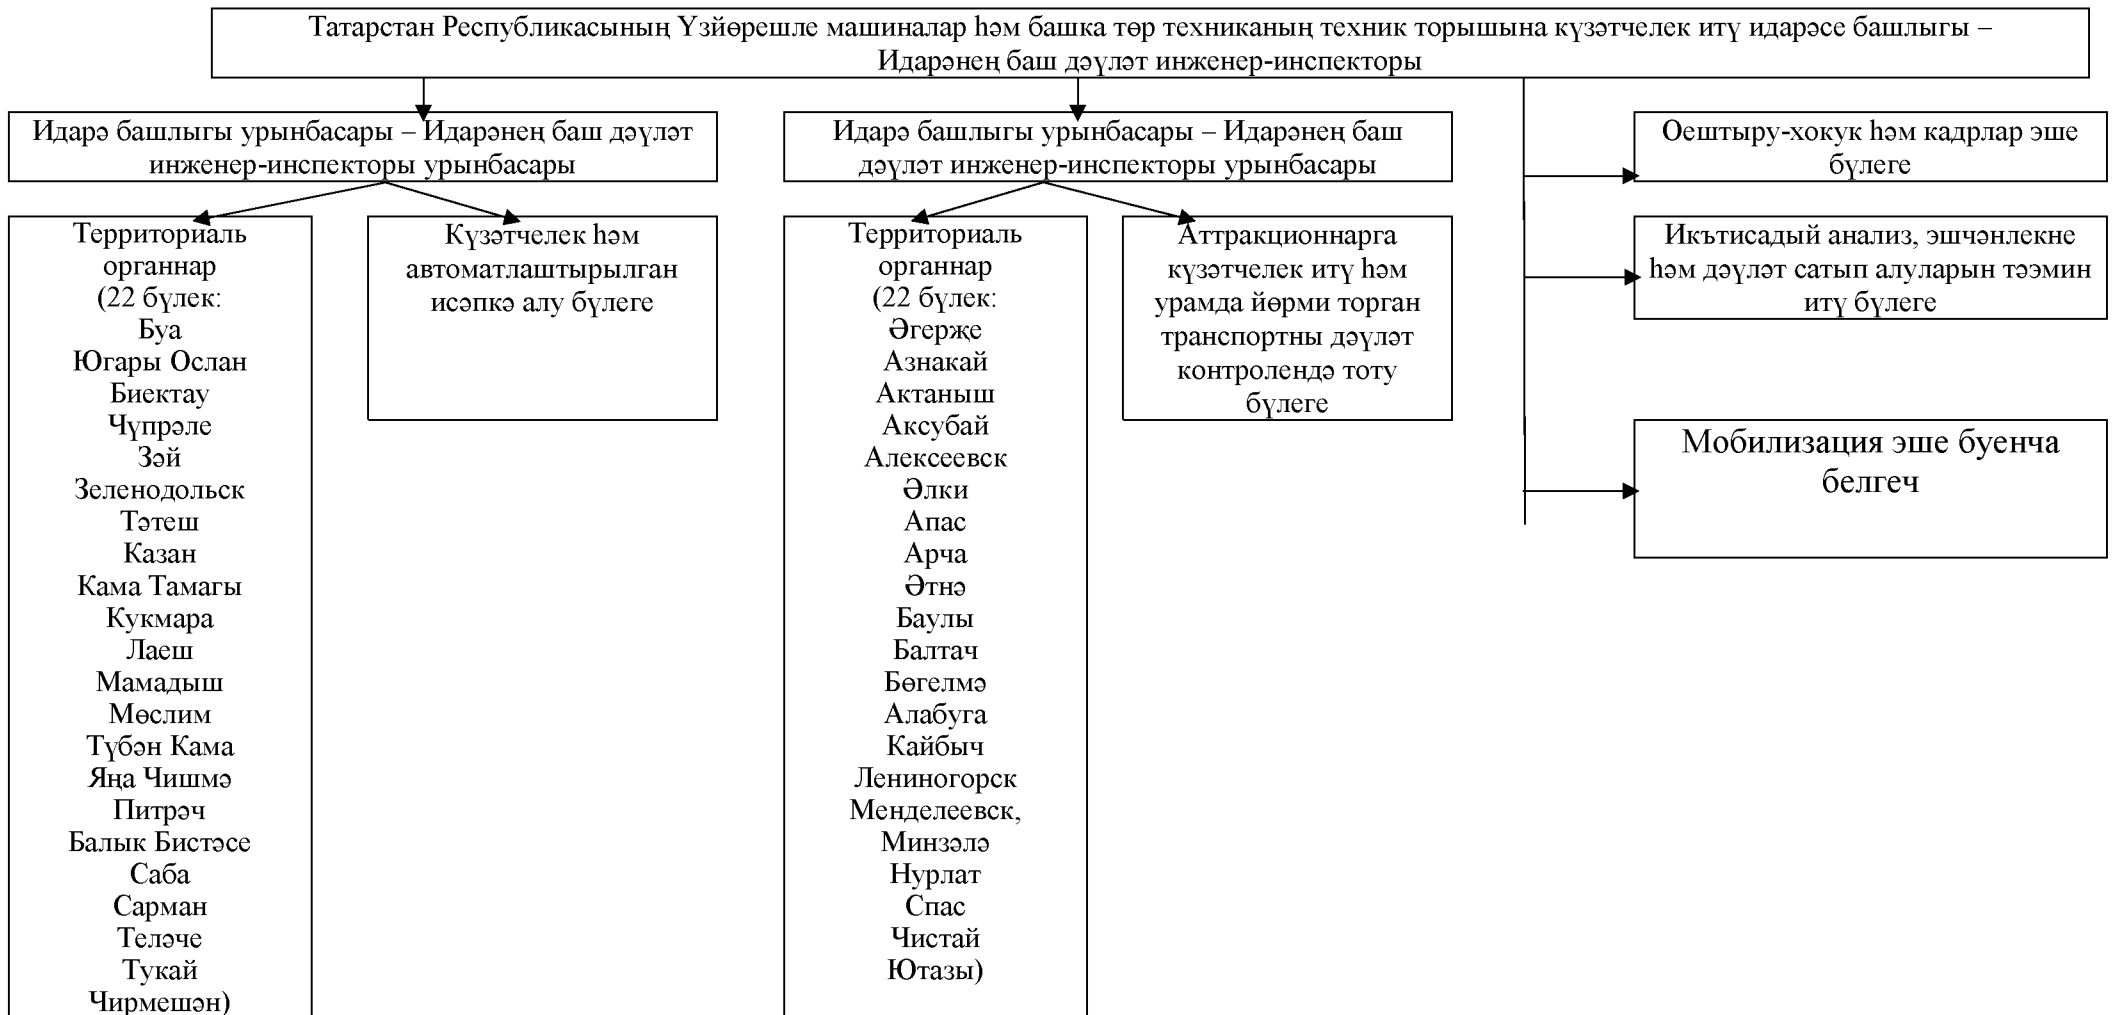 Татарстан Республикасының Үзйөрешле машиналар һәм башка төр техниканың техник торышына күзәтчелек итү идарәсе башлыгы –
Идарәнең баш дәүләт инженер-инспекторы
Идарә башлыгы урынбасары – Идарәнең баш дәүләт
инженер-инспекторы урынбасары
Идарә башлыгы урынбасары – Идарәнең баш
дәүләт инженер-инспекторы урынбасары
Оештыру-хокук һәм кадрлар эше
бүлеге
Территориаль
органнар
(22 бүлек:
Буа
Югары Ослан
Биектау
Чүпрәле
Зәй
Зеленодольск
Тәтеш
Казан
Кама Тамагы
Кукмара
Лаеш
Мамадыш
Мөслим
Түбән Кама
Яңа Чишмә
Питрәч
Балык Бистәсе
Саба
Сарман
Теләче
Тукай
Чирмешән)
Күзәтчелек һәм
автоматлаштырылган
исәпкә алу бүлеге
Территориаль
органнар
(22 бүлек:
Әгерҗе
Азнакай
Актаныш
Аксубай
Алексеевск
Әлки
Апас
Арча
Әтнә
Баулы
Балтач
Бөгелмә
Алабуга
Кайбыч
Лениногорск
Менделеевск,
Минзәлә
Нурлат
Спас
Чистай
Ютазы)
Аттракционнарга
күзәтчелек итү һәм
урамда йөрми торган
транспортны дәүләт
контролендә тоту
бүлеге
Икътисадый анализ, эшчәнлекне
һәм дәүләт сатып алуларын тәэмин
итү бүлеге
Мобилизация эше буенча
белгеч